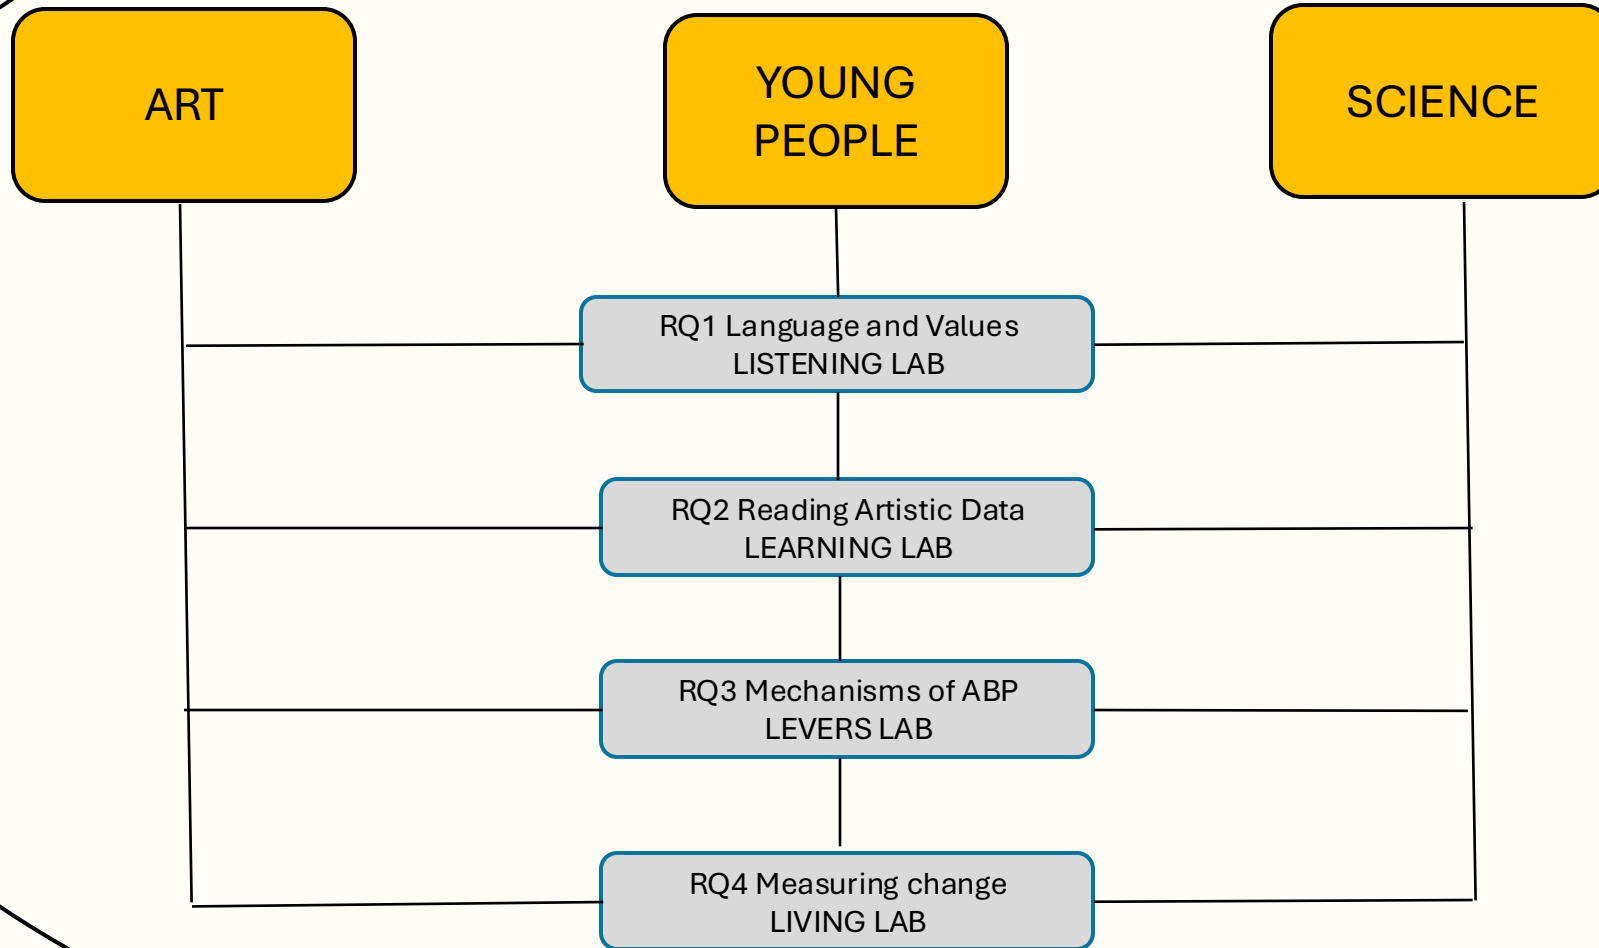 ART
YOUNG
PEOPLE
SCIENCE
RQ1 Language and Values
LISTENING LAB
RQ2 Reading Artistic Data
LEARNING LAB
RQ3 Mechanisms of ABP
LEVERS LAB
RQ4 Measuring change
LIVING LAB